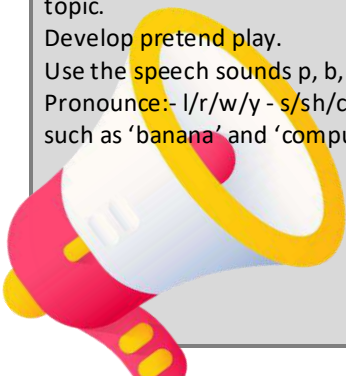 topic.
Develop pretend play.
Use the speech sounds p, b,
Pronounce:- l/r/w/y - s/sh/c
such as ‘banana’ and ‘compu